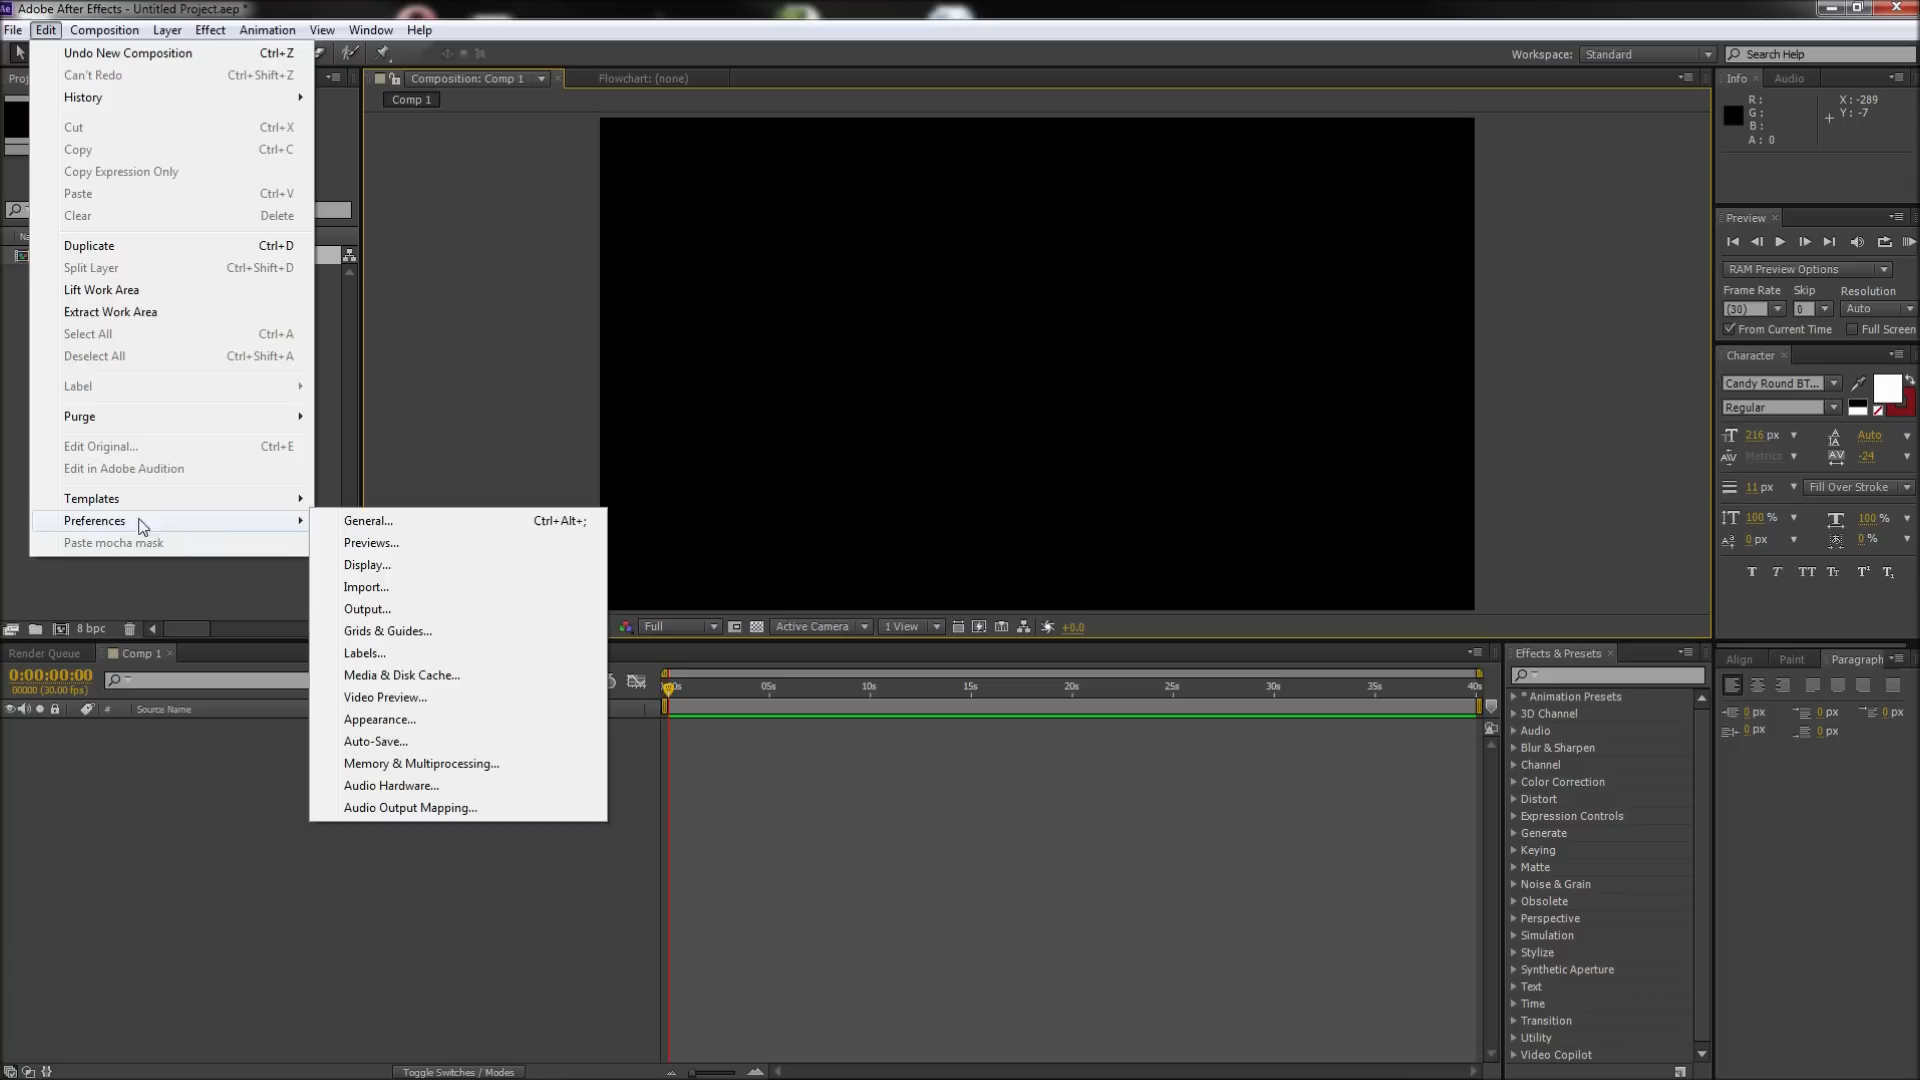 Adobe After Effects - Untitled Project.aep *
File Edit Composition Layer Effect Animation View Window Help
Workspace: Standard
Search Help
Undo New Composition Ctrl+Z
Can't Redo Ctrl+Shift+Z
History
Cut Ctrl+X
Copy Ctrl+C
Copy Expression Only
Paste Ctrl+V
Clear Delete
Duplicate Ctrl+D
Split Layer Ctrl+Shift+D
Lift Work Area
Extract Work Area
Select All Ctrl+A
Deselect All Ctrl+Shift+A
Label
Purge
Edit Original... Ctrl+E
Edit in Adobe Audition
Templates
Preferences
Paste mocha mask
General... Ctrl+Alt+;
Previews...
Display...
Import...
Output...
Grids & Guides...
Labels...
Media & Disk Cache...
Video Preview...
Appearance...
Auto-Save...
Memory & Multiprocessing...
Audio Hardware...
Audio Output Mapping...
Composition: Comp 1
Flowchart: (none)
Comp 1
Full
Active Camera
1 View
+0.0
8 bpc
Info Audio
R: X: -289
G: Y: -7
B:
A: 0
Preview
RAM Preview Options
Frame Rate Skip Resolution
(30) 0 Auto
From Current Time Full Screen
Character
Candy Round BT...
Regular
216 px Auto
Metrics -24
11 px Fill Over Stroke
100 % 100 %
0 px 0 %
T T TT Tt T¹ T₁
Render Queue Comp 1
0:00:00:00
00000 (30.00 fps)
# Source Name
05s 10s 15s 20s 25s 30s 35s 40s
Toggle Switches / Modes
Effects & Presets
* Animation Presets
3D Channel
Audio
Blur & Sharpen
Channel
Color Correction
Distort
Expression Controls
Generate
Keying
Matte
Noise & Grain
Obsolete
Perspective
Simulation
Stylize
Synthetic Aperture
Text
Time
Transition
Utility
Video Copilot
Align Paint Paragraph
0 px 0 px 0 px
0 px 0 px